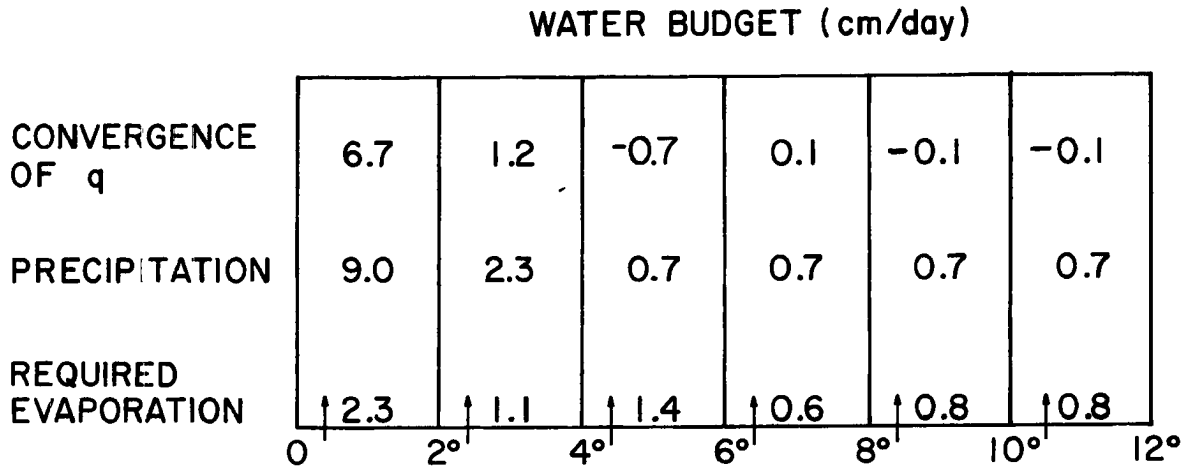 WATER BUDGET (cm/day)
CONVERGENCE
OF q 6.7 1.2 -0.7 0.1 -0.1 -0.1
PRECIPITATION 9.0 2.3 0.7 0.7 0.7 0.7
REQUIRED
EVAPORATION 2.3 1.1 1.4 0.6 0.8 0.8
0 2° 4° 6° 8° 10° 12°